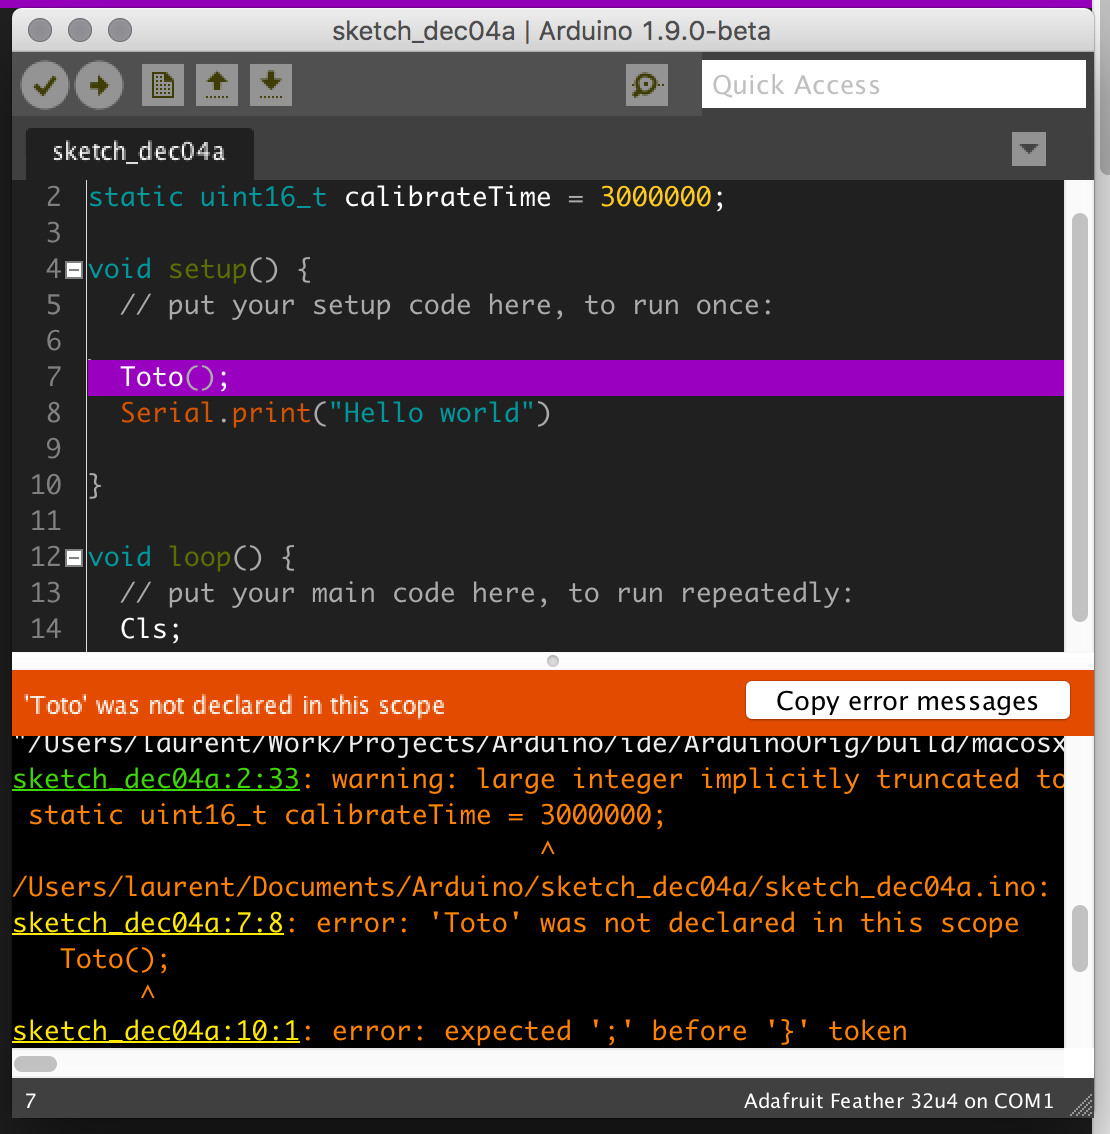 sketch_dec04a | Arduino 1.9.0-beta
Quick Access
sketch_dec04a
2 static uint16_t calibrateTime = 3000000;
3
4 void setup() {
5 // put your setup code here, to run once:
6
7 Toto();
8 Serial.print("Hello world")
9
10 }
11
12 void loop() {
13 // put your main code here, to run repeatedly:
14 Cls;
'Toto' was not declared in this scope
Copy error messages
"/Users/laurent/Work/Projects/Arduino/ide/ArduinoOrig/build/macosx
sketch_dec04a:2:33: warning: large integer implicitly truncated to
static uint16_t calibrateTime = 3000000;
^
/Users/laurent/Documents/Arduino/sketch_dec04a/sketch_dec04a.ino:
sketch_dec04a:7:8: error: 'Toto' was not declared in this scope
Toto();
^
sketch_dec04a:10:1: error: expected ';' before '}' token
7
Adafruit Feather 32u4 on COM1